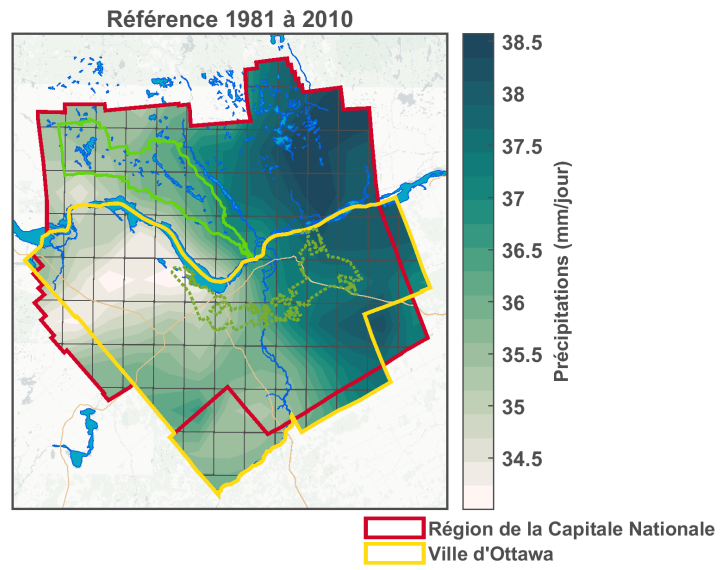 Référence 1981 à 2010
38.5
38
37.5
37
36.5
36
35.5
35
34.5
Précipitations (mm/jour)
Région de la Capitale Nationale
Ville d'Ottawa